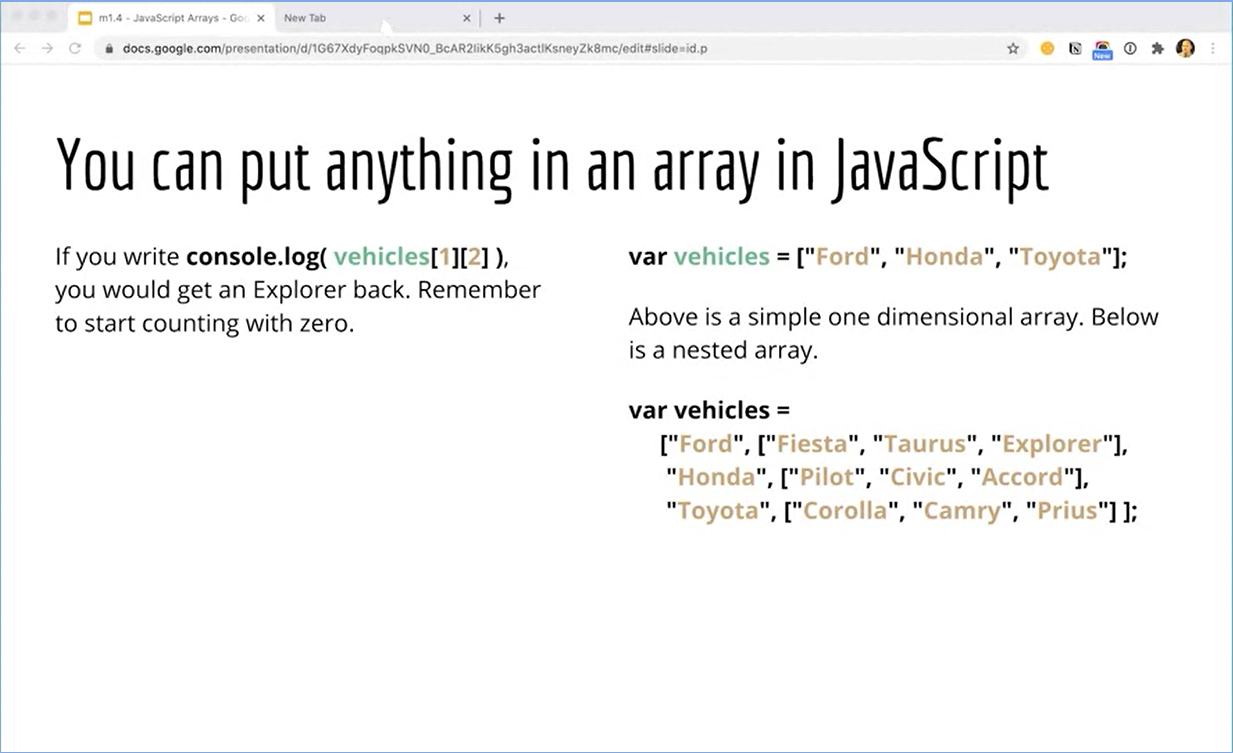 m1.4 - JavaScript Arrays - Goo
New Tab
docs.google.com/presentation/d/1G67XdyFoqpkSVN0_BcAR2IikK5gh3actlKsneyZk8mc/edit#slide=id.p
New
You can put anything in an array in JavaScript
If you write console.log( vehicles[1][2] ),
you would get an Explorer back. Remember
to start counting with zero.
var vehicles = ["Ford", "Honda", "Toyota"];
Above is a simple one dimensional array. Below
is a nested array.
var vehicles =
["Ford", ["Fiesta", "Taurus", "Explorer"],
"Honda", ["Pilot", "Civic", "Accord"],
"Toyota", ["Corolla", "Camry", "Prius"] ];